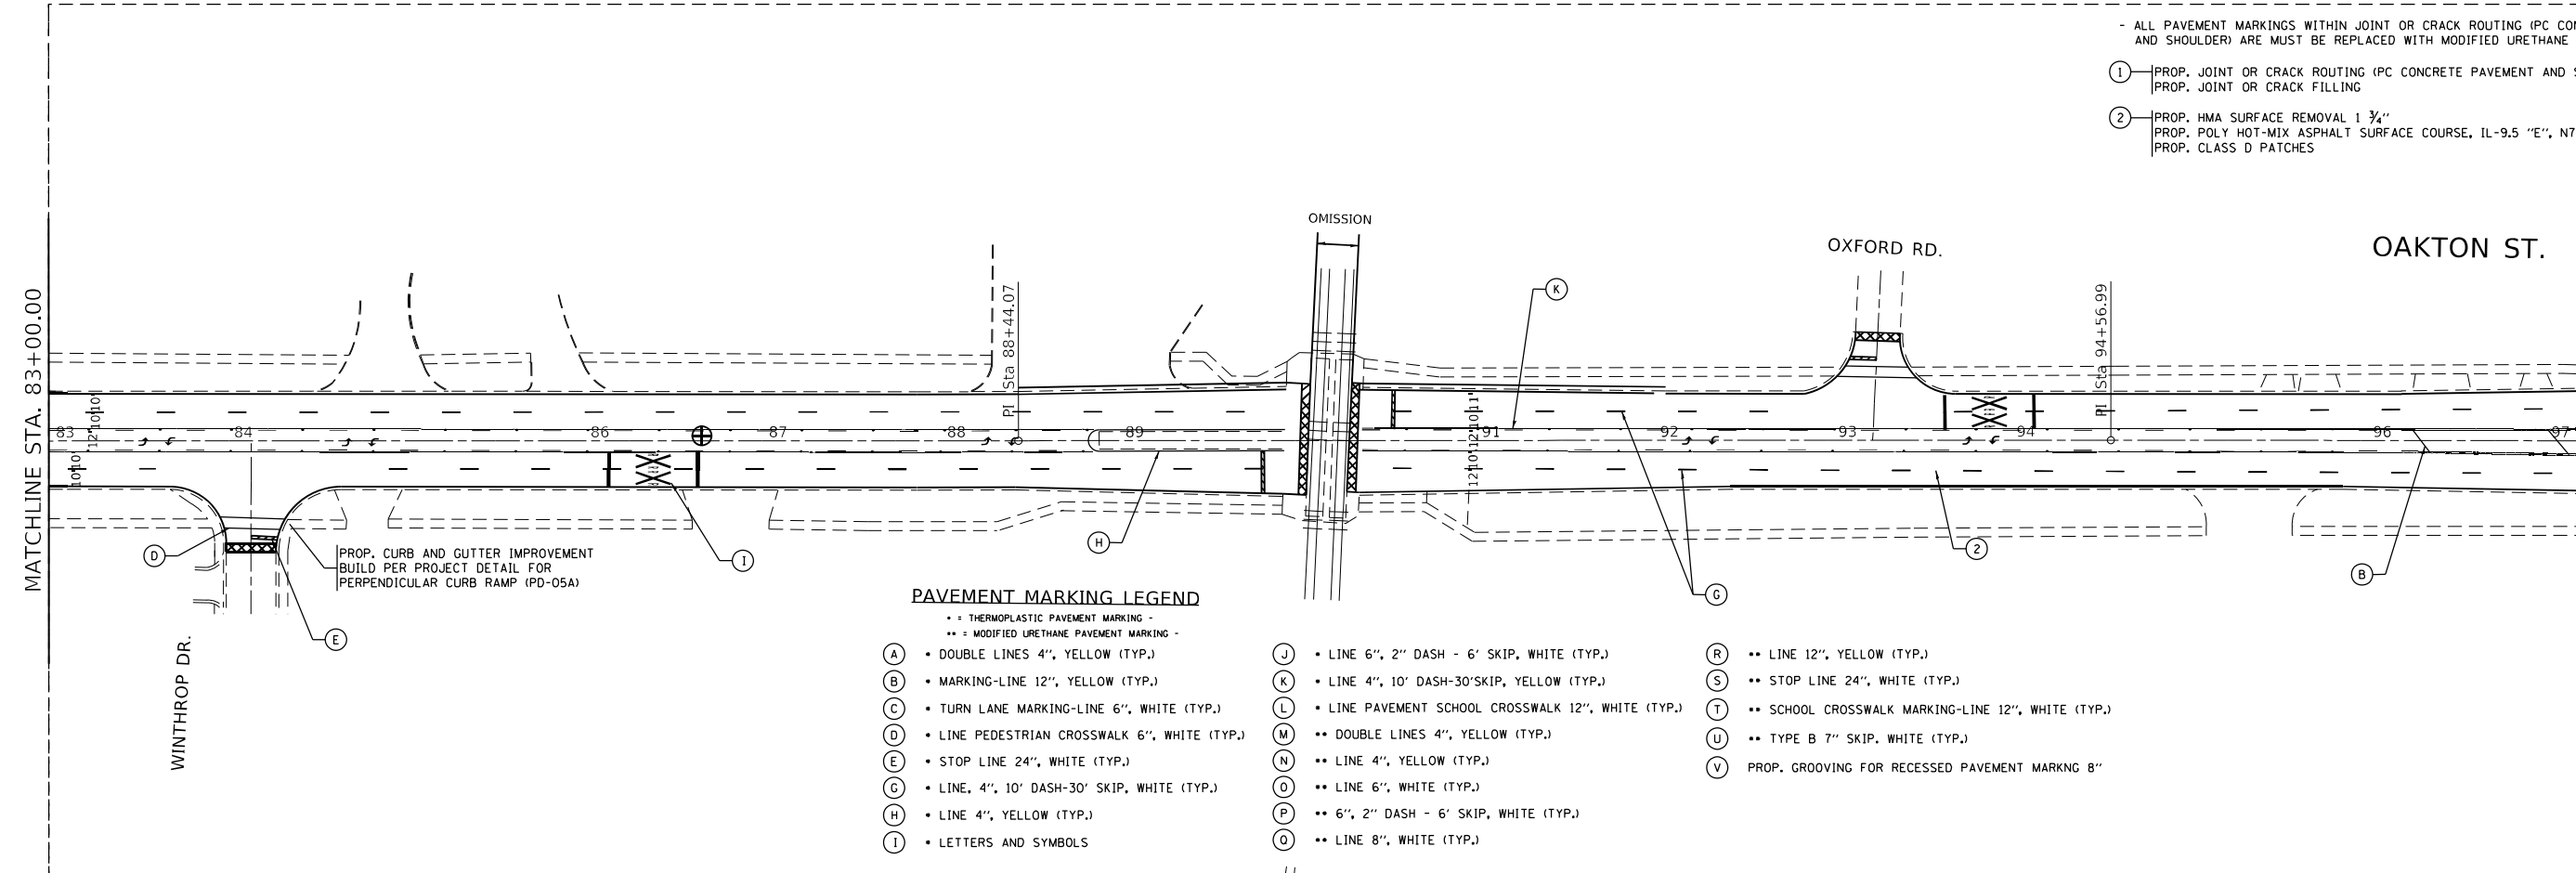 - ALL PAVEMENT MARKINGS WITHIN JOINT OR CRACK ROUTING (PC
AND SHOULDER) ARE MUST BE REPLACED WITH MODIFIED URETHANE
1 PROP. JOINT OR CRACK ROUTING (PC CONCRETE PAVEMENT AND
PROP. JOINT OR CRACK FILLING
2 PROP. HMA SURFACE REMOVAL 1 ¾"
PROP. POLY HOT-MIX ASPHALT SURFACE COURSE, IL-9.5 "E", N7
PROP. CLASS D PATCHES
OMISSION
OXFORD RD.
OAKTON ST.
K
MATCHLINE STA. 83+00.00
PI Sta 88+44.07
PI Sta 94+56.99
10'
10'
12'
10'
10'
11'
10'
12'
12'
10'
12'
83
84
86
87
88
89
91
92
93
94
96
97
D
PROP. CURB AND GUTTER IMPROVEMENT
BUILD PER PROJECT DETAIL FOR
PERPENDICULAR CURB RAMP (PD-05A)
I
H
2
B
G
E
WINTHROP DR.
PAVEMENT MARKING LEGEND
* = THERMOPLASTIC PAVEMENT MARKING -
** = MODIFIED URETHANE PAVEMENT MARKING -
A * DOUBLE LINES 4", YELLOW (TYP.)
B * MARKING-LINE 12", YELLOW (TYP.)
C * TURN LANE MARKING-LINE 6", WHITE (TYP.)
D * LINE PEDESTRIAN CROSSWALK 6", WHITE (TYP.)
E * STOP LINE 24", WHITE (TYP.)
G * LINE, 4", 10' DASH-30' SKIP, WHITE (TYP.)
H * LINE 4", YELLOW (TYP.)
I * LETTERS AND SYMBOLS
J * LINE 6", 2" DASH - 6' SKIP, WHITE (TYP.)
K * LINE 4", 10' DASH-30'SKIP, YELLOW (TYP.)
L * LINE PAVEMENT SCHOOL CROSSWALK 12", WHITE (TYP.)
M ** DOUBLE LINES 4", YELLOW (TYP.)
N ** LINE 4", YELLOW (TYP.)
O ** LINE 6", WHITE (TYP.)
P ** 6", 2" DASH - 6' SKIP, WHITE (TYP.)
Q ** LINE 8", WHITE (TYP.)
R ** LINE 12", YELLOW (TYP.)
S ** STOP LINE 24", WHITE (TYP.)
T ** SCHOOL CROSSWALK MARKING-LINE 12", WHITE (TYP.)
U ** TYPE B 7" SKIP. WHITE (TYP.)
V PROP. GROOVING FOR RECESSED PAVEMENT MARKNG 8"